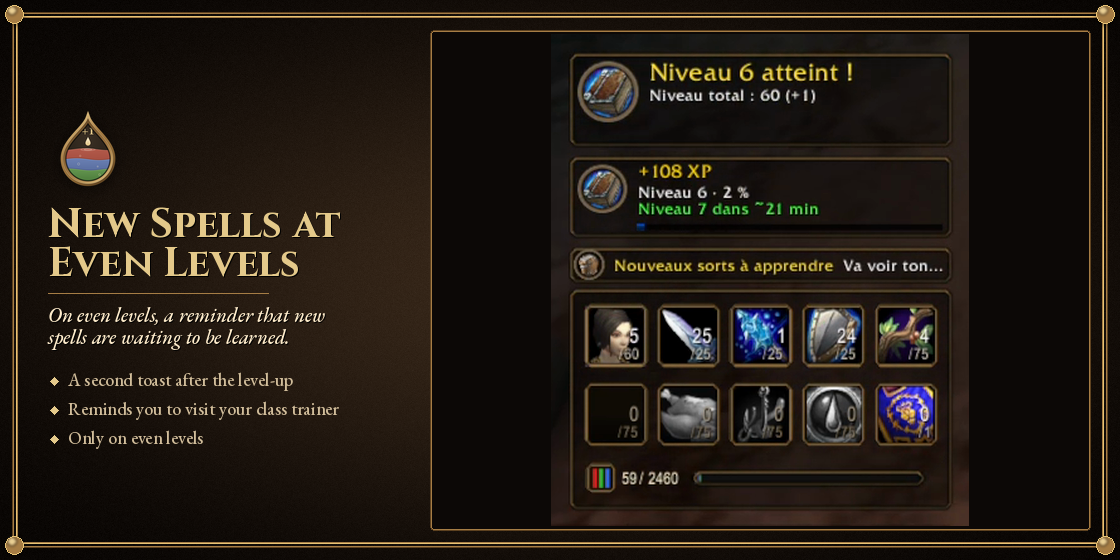 +1
NEW SPELLS AT
EVEN LEVELS
On even levels, a reminder that new
spells are waiting to be learned.
A second toast after the level-up
Reminds you to visit your class trainer
Only on even levels
Niveau 6 atteint !
Niveau total : 60 (+1)
+108 XP
Niveau 6 · 2 %
Niveau 7 dans ~21 min
Nouveaux sorts à apprendre Va voir ton...
5 25 1 24 4
/60 /25 /25 /25 /75
0 0 0 0 0
/75 /75 /75 /75 /1
59 / 2460